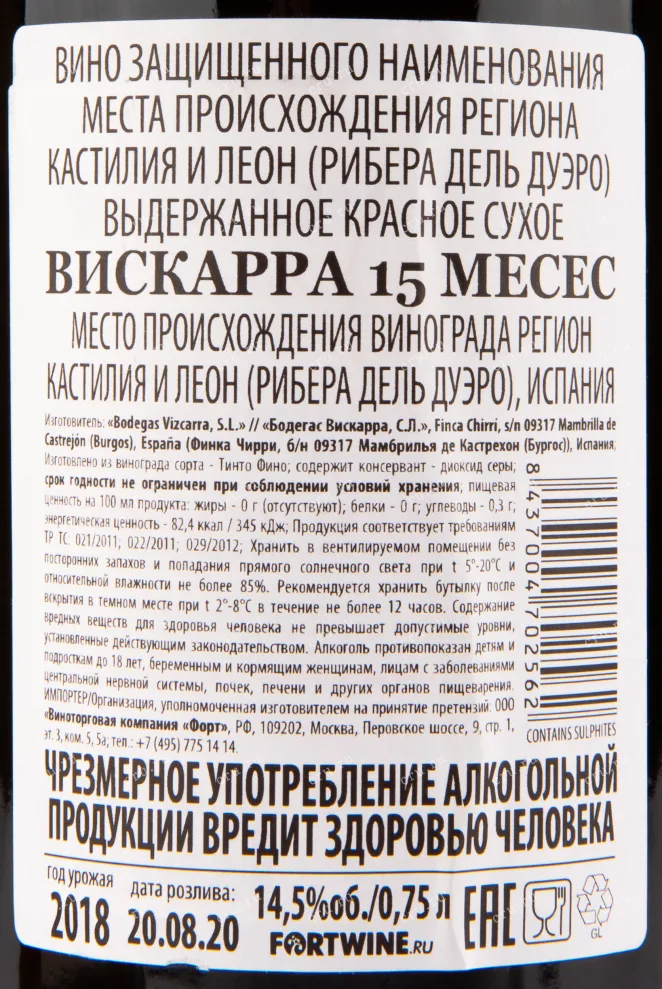 ВИНО ЗАЩИЩЕННОГО НАИМЕНОВАНИЯ
МЕСТА ПРОИСХОЖДЕНИЯ РЕГИОНА
КАСТИЛИЯ И ЛЕОН (РИБЕРА ДЕЛЬ ДУЭРО)
ВЫДЕРЖАННОЕ КРАСНОЕ СУХОЕ
ВИСКАРРА 15 МЕСЕС
МЕСТО ПРОИСХОЖДЕНИЯ ВИНОГРАДА РЕГИОН
КАСТИЛИЯ И ЛЕОН (РИБЕРА ДЕЛЬ ДУЭРО), ИСПАНИЯ
Изготовитель: «Bodegas Vizcarra, S.L.» // «Бодегас Вискарра, С.Л.», Finca Chirri, s/n 09317 Mambrilla de
Castrejón (Burgos), España (Финка Чирри, б/н 09317 Мамбрилья де Кастрехон (Бургос)), Испания.
Изготовлено из винограда сорта - Тинто Фино; содержит консервант - диоксид серы;
срок годности не ограничен при соблюдении условий хранения; пищевая
ценность на 100 мл продукта: жиры - 0 г (отсутствуют); белки - 0 г; углеводы - 0,3 г;
энергетическая ценность - 82,4 ккал / 345 кДж; Продукция соответствует требованиям
ТР ТС: 021/2011; 022/2011; 029/2012; Хранить в вентилируемом помещении без
посторонних запахов и попадания прямого солнечного света при t 5°-20°С и
относительной влажности не более 85%. Рекомендуется хранить бутылку после
вскрытия в темном месте при t 2°-8°С в течение не более 12 часов. Содержание
вредных веществ для здоровья человека не превышает допустимые уровни,
установленные действующим законодательством. Алкоголь противопоказан детям и
подросткам до 18 лет, беременным и кормящим женщинам, лицам с заболеваниями
центральной нервной системы, почек, печени и других органов пищеварения.
ИМПОРТЕР/Организация, уполномоченная изготовителем на принятие претензий: ООО
«Виноторговая компания «Форт», РФ, 109202, Москва, Перовское шоссе, 9, стр. 1,
эт. 3, ком. 5, 5а; тел.: +7 (495) 775 14 14.
8 437004 702562
CONTAINS SULPHITES
ЧРЕЗМЕРНОЕ УПОТРЕБЛЕНИЕ АЛКОГОЛЬНОЙ
ПРОДУКЦИИ ВРЕДИТ ЗДОРОВЬЮ ЧЕЛОВЕКА
год урожая
2018
дата розлива:
20.08.20
14,5%об./0,75 л
FORTWINE.RU
EAC
GL